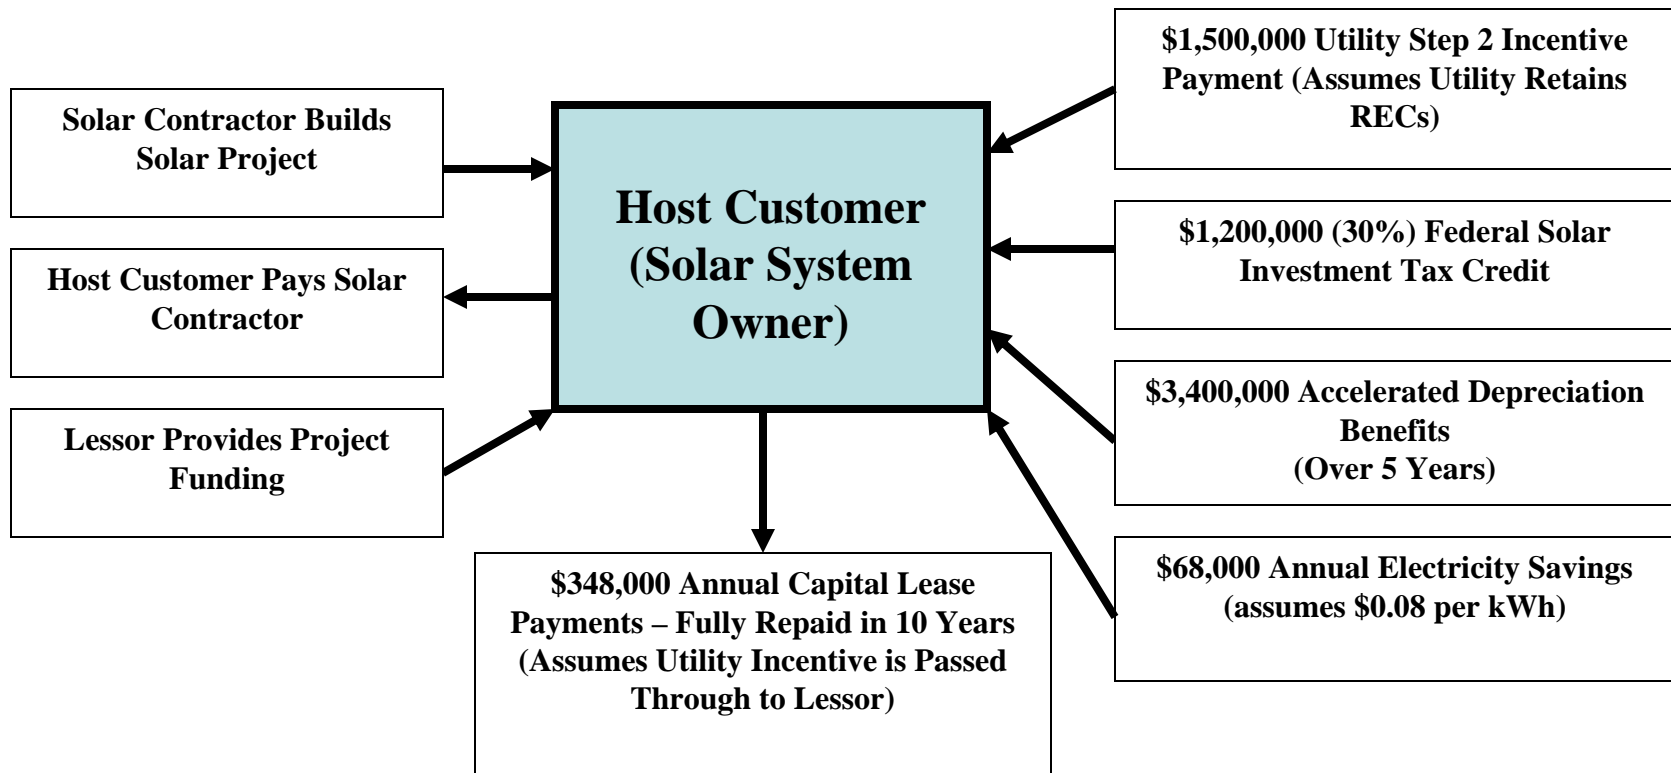 Solar Contractor Builds
Solar Project
Host Customer Pays Solar
Contractor
Lessor Provides Project
Funding
Host Customer
(Solar System
Owner)
$348,000 Annual Capital Lease
Payments – Fully Repaid in 10 Years
(Assumes Utility Incentive is Passed
Through to Lessor)
$1,500,000 Utility Step 2 Incentive
Payment (Assumes Utility Retains
RECs)
$1,200,000 (30%) Federal Solar
Investment Tax Credit
$3,400,000 Accelerated Depreciation
Benefits
(Over 5 Years)
$68,000 Annual Electricity Savings
(assumes $0.08 per kWh)